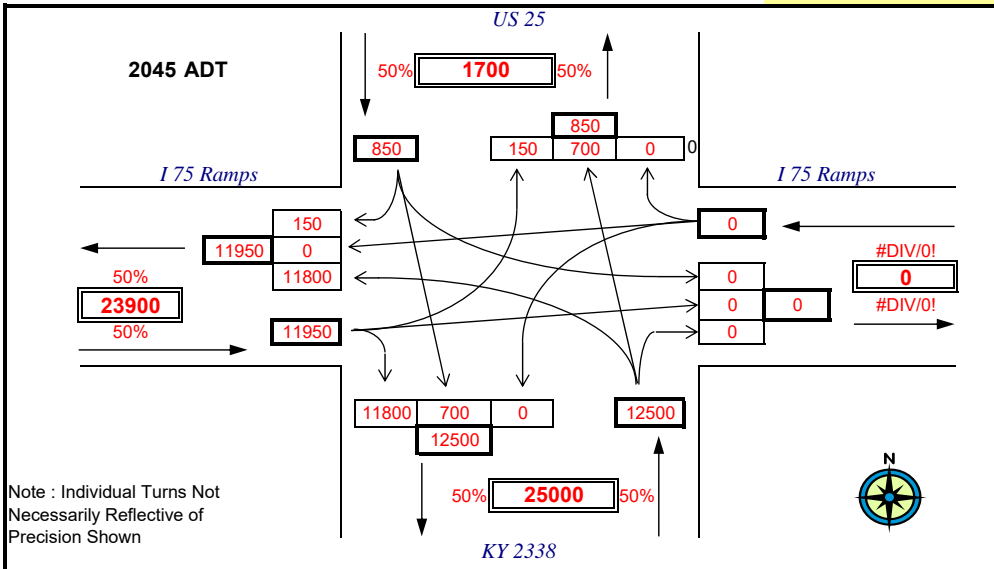 US 25
2045 ADT
50% 1700 50%
850
850
150 700 0 0
I 75 Ramps
I 75 Ramps
150
11950 0
11800
0
#DIV/0!
0
#DIV/0!
50%
23900
50%
0
0 0
0
11950
11800 700 0
12500
12500
50% 25000 50%
Note : Individual Turns Not
Necessarily Reflective of
Precision Shown
N
KY 2338